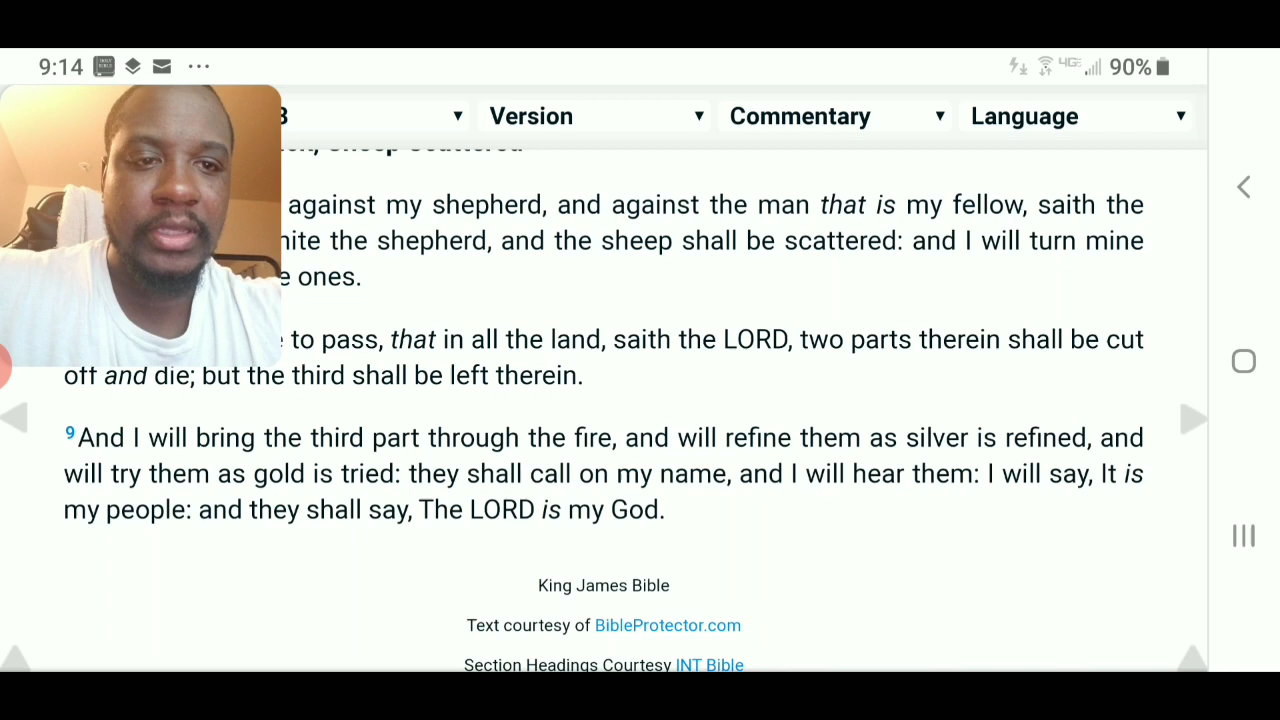 9:14 90%
3 Version Commentary Language
Sheep Scattered
against my shepherd, and against the man that is my fellow, saith the
the shepherd, and the sheep shall be scattered: and I will turn mine
ones.
to pass, that in all the land, saith the LORD, two parts therein shall be cut
off and die; but the third shall be left therein.
9And I will bring the third part through the fire, and will refine them as silver is refined, and
will try them as gold is tried: they shall call on my name, and I will hear them: I will say, It is
my people: and they shall say, The LORD is my God.
King James Bible
Text courtesy of BibleProtector.com
Section Headings Courtesy INT Bible